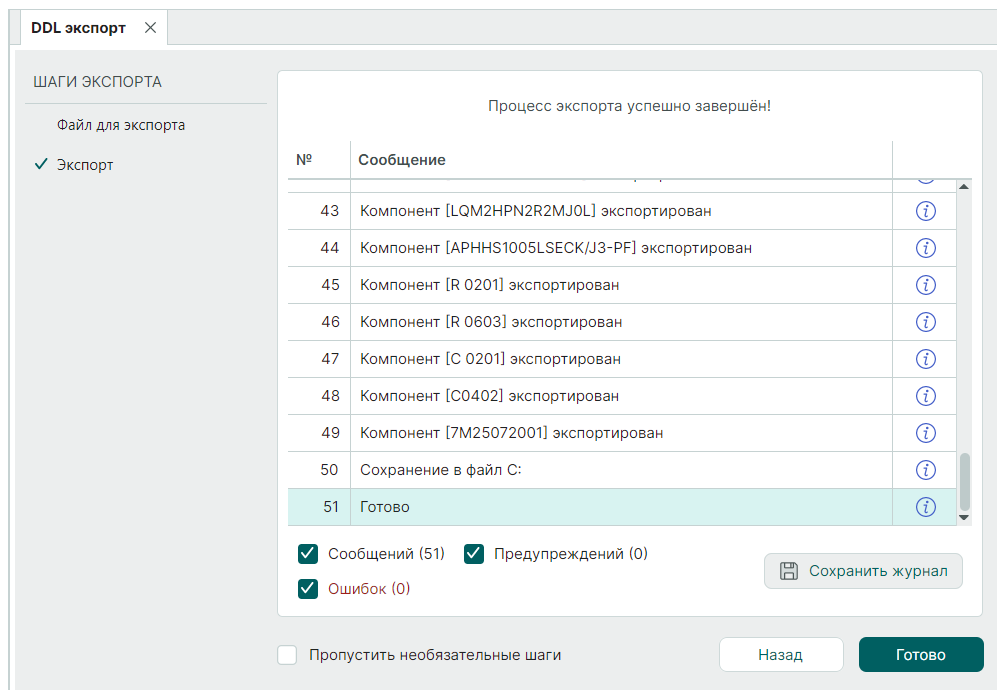 DDL экспорт
ШАГИ ЭКСПОРТА
Файл для экспорта
Экспорт
Процесс экспорта успешно завершён!
№ Сообщение
43 Компонент [LQM2HPN2R2MJ0L] экспортирован
44 Компонент [APHHS1005LSECK/J3-PF] экспортирован
45 Компонент [R 0201] экспортирован
46 Компонент [R 0603] экспортирован
47 Компонент [C 0201] экспортирован
48 Компонент [C0402] экспортирован
49 Компонент [7M25072001] экспортирован
50 Сохранение в файл C:
51 Готово
Сообщений (51) Предупреждений (0)
Ошибок (0)
Сохранить журнал
Пропустить необязательные шаги
Назад
Готово